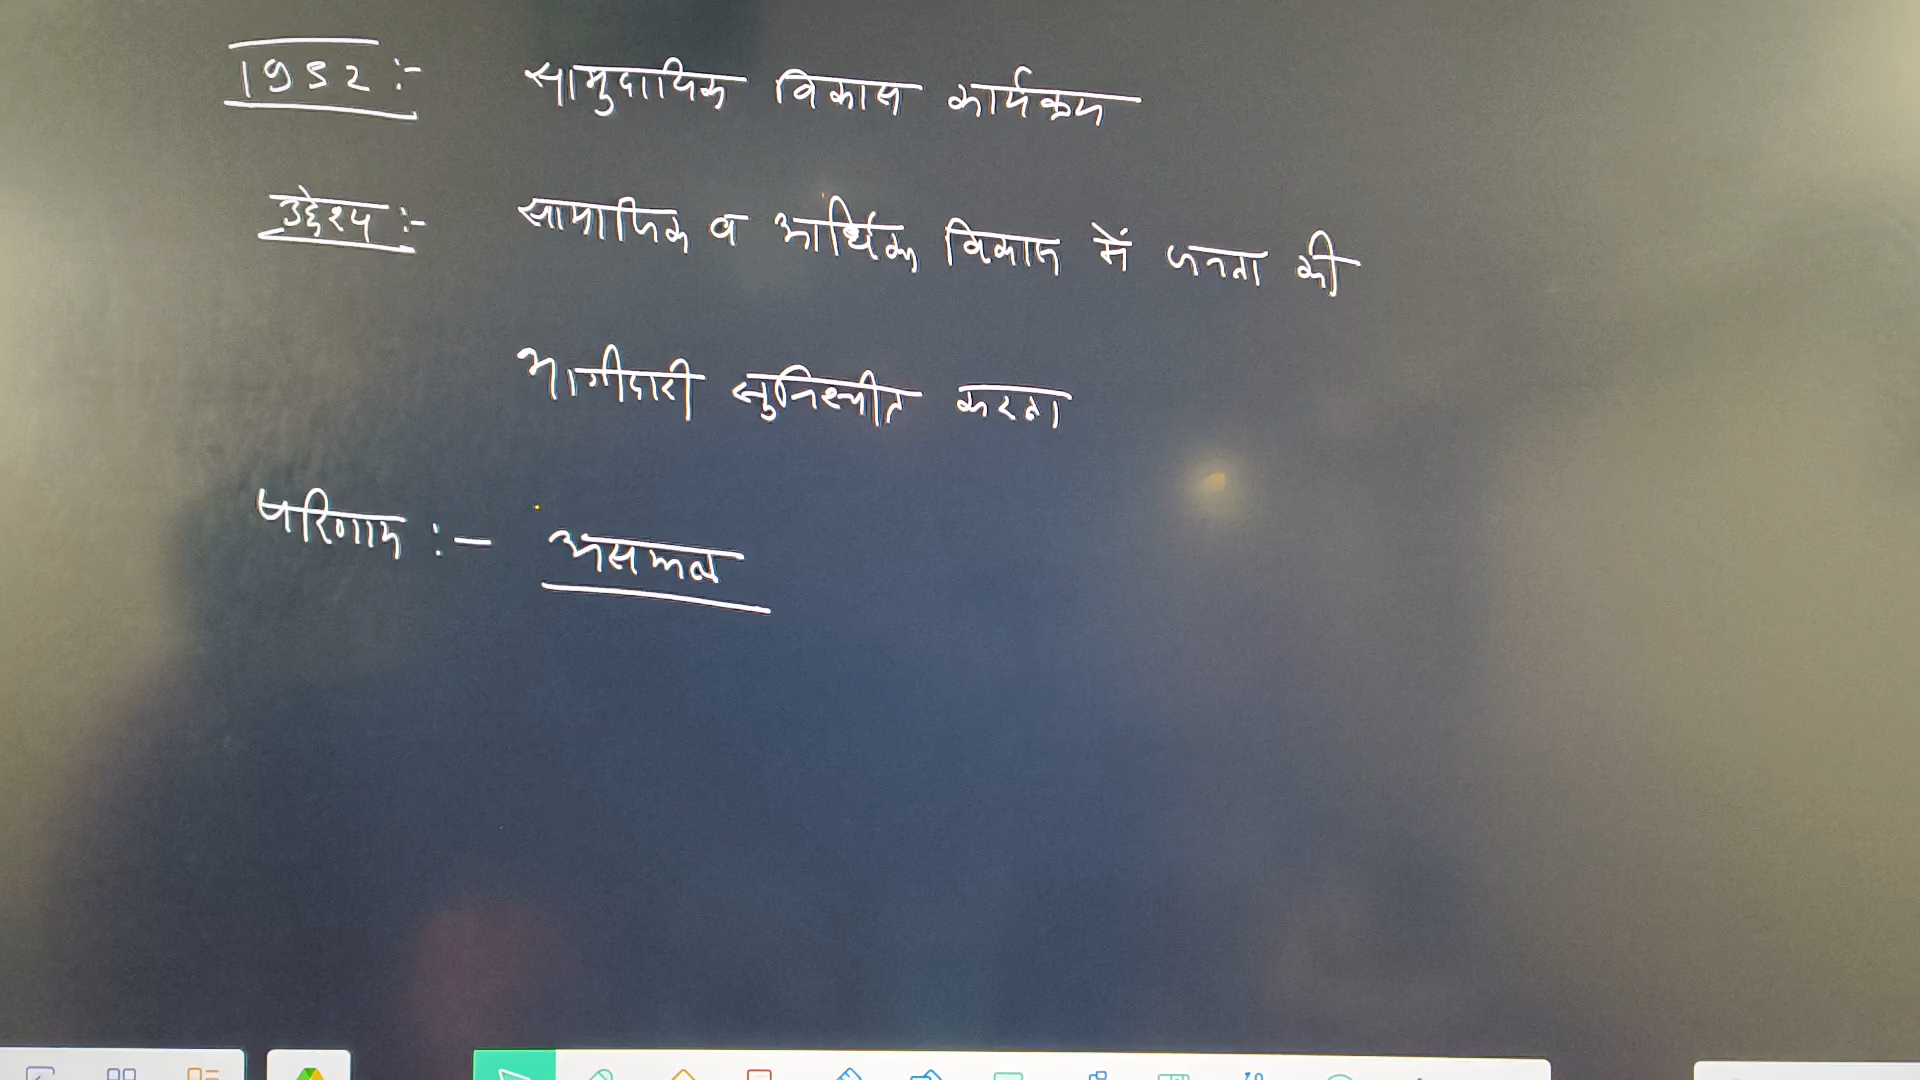 1952 :- सामुदायिक विकास कार्यक्रम
उद्देश्य :- सामाजिक व आर्थिक विकास में जनता की
भागीदारी सुनिश्चीत करना
परिणाम :- असफल